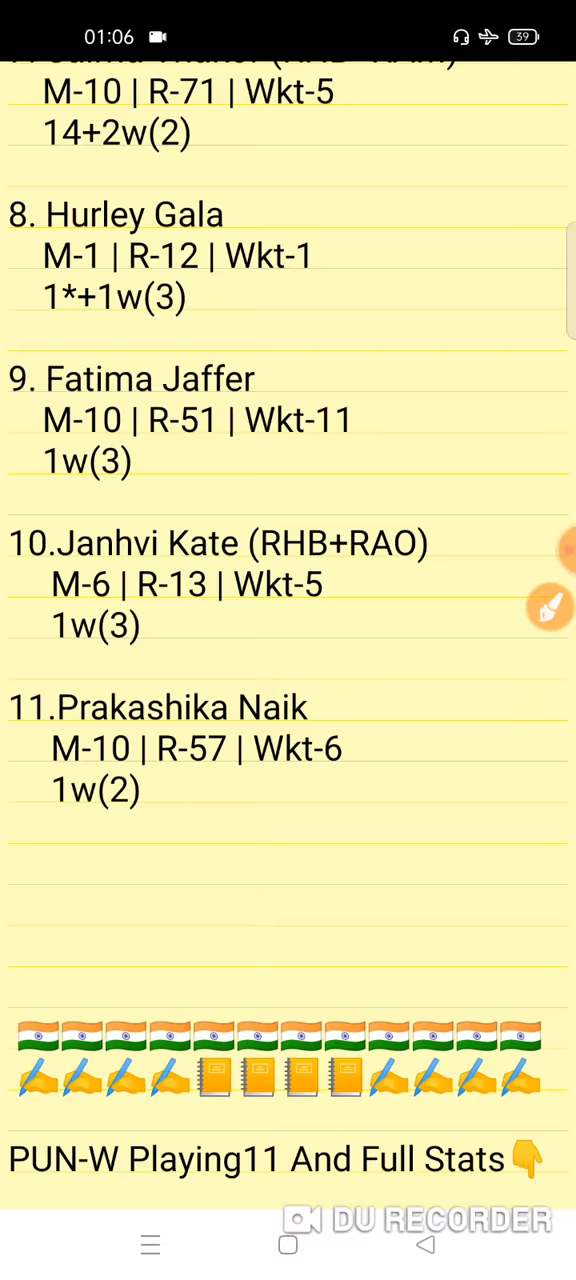 01:06
39
M-10 | R-71 | Wkt-5
14+2w(2)
8. Hurley Gala
M-1 | R-12 | Wkt-1
1*+1w(3)
9. Fatima Jaffer
M-10 | R-51 | Wkt-11
1w(3)
10.Janhvi Kate (RHB+RAO)
M-6 | R-13 | Wkt-5
1w(3)
11.Prakashika Naik
M-10 | R-57 | Wkt-6
1w(2)
PUN-W Playing11 And Full Stats👇
DU RECORDER